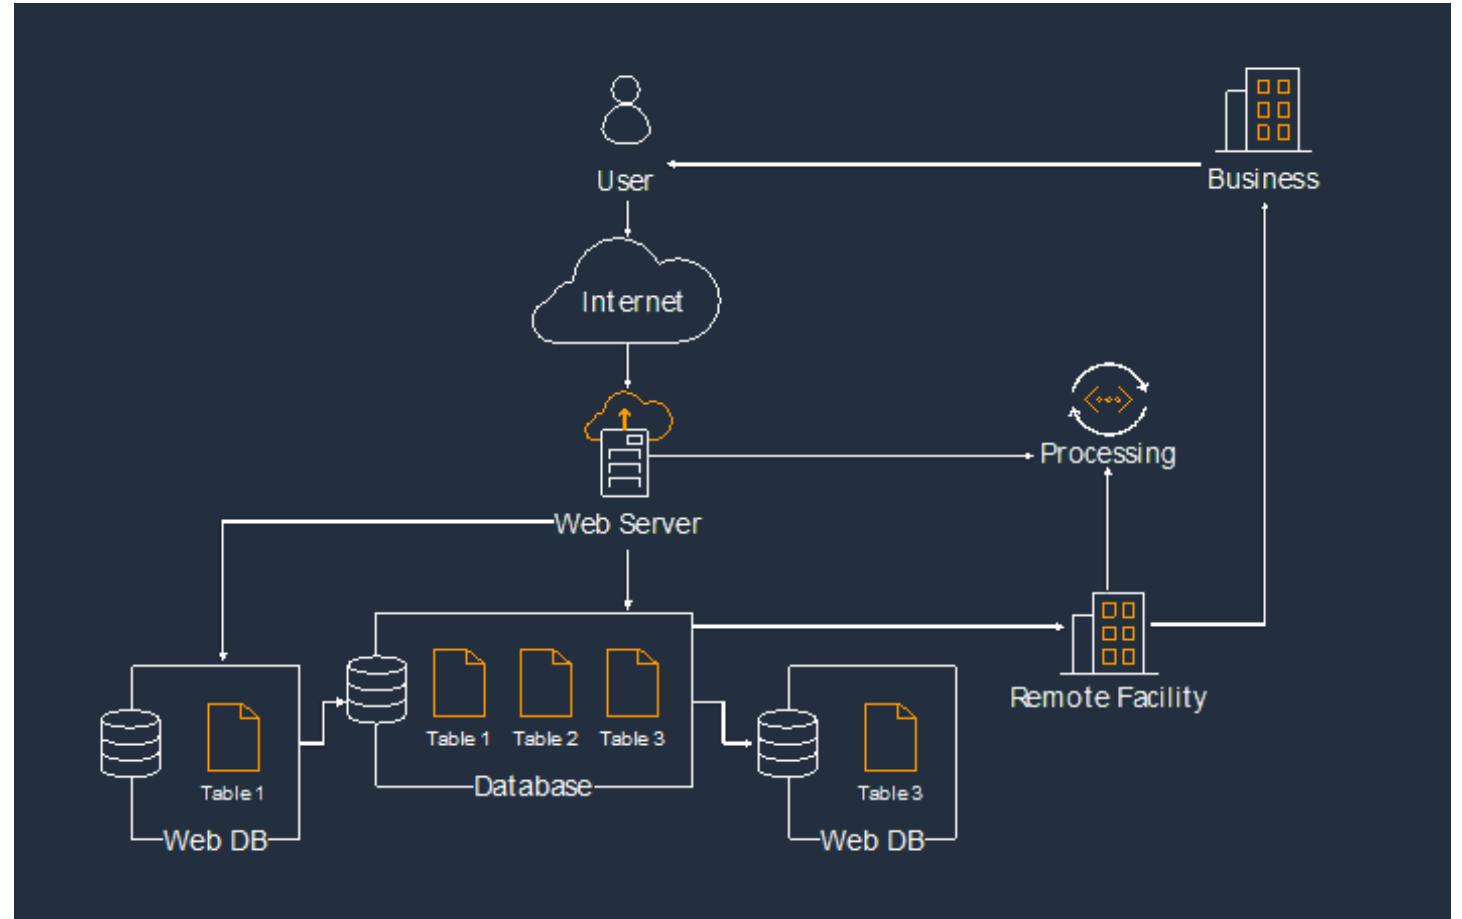 User
Business
Internet
Processing
Web Server
Remote Facility
Table 1
Table 2
Table 3
Database
Table 1
Web DB
Table 3
Web DB